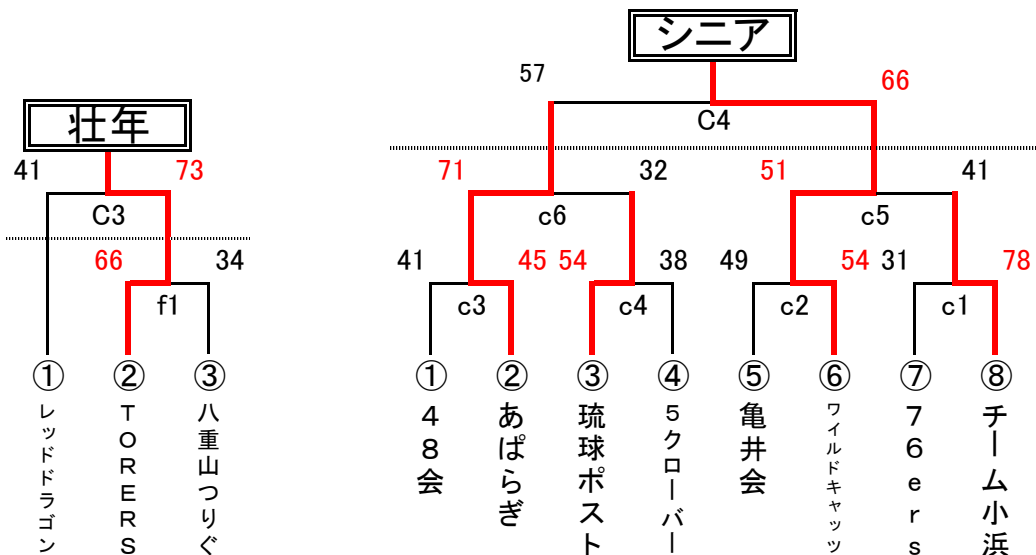 シニア
57
66
C4
壮年
41
73
C3
71
32
51
41
c6
c5
66
34
f1
41
45
54
38
49
54
31
78
c3
c4
c2
c1
①
②
③
①
②
③
④
⑤
⑥
⑦
⑧
レッドドラゴン
TORERS
八重山つりぐ
48会
あぱらぎ
琉球ポスト
5クローバー
亀井会
ワイルドキャッツ
76ers
チーム小浜